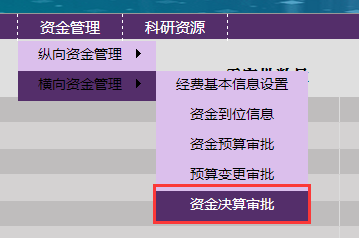 资金管理 科研资源
纵向资金管理
横向资金管理
经费基本信息设置
资金到位信息
资金预算审批
预算变更审批
资金决算审批